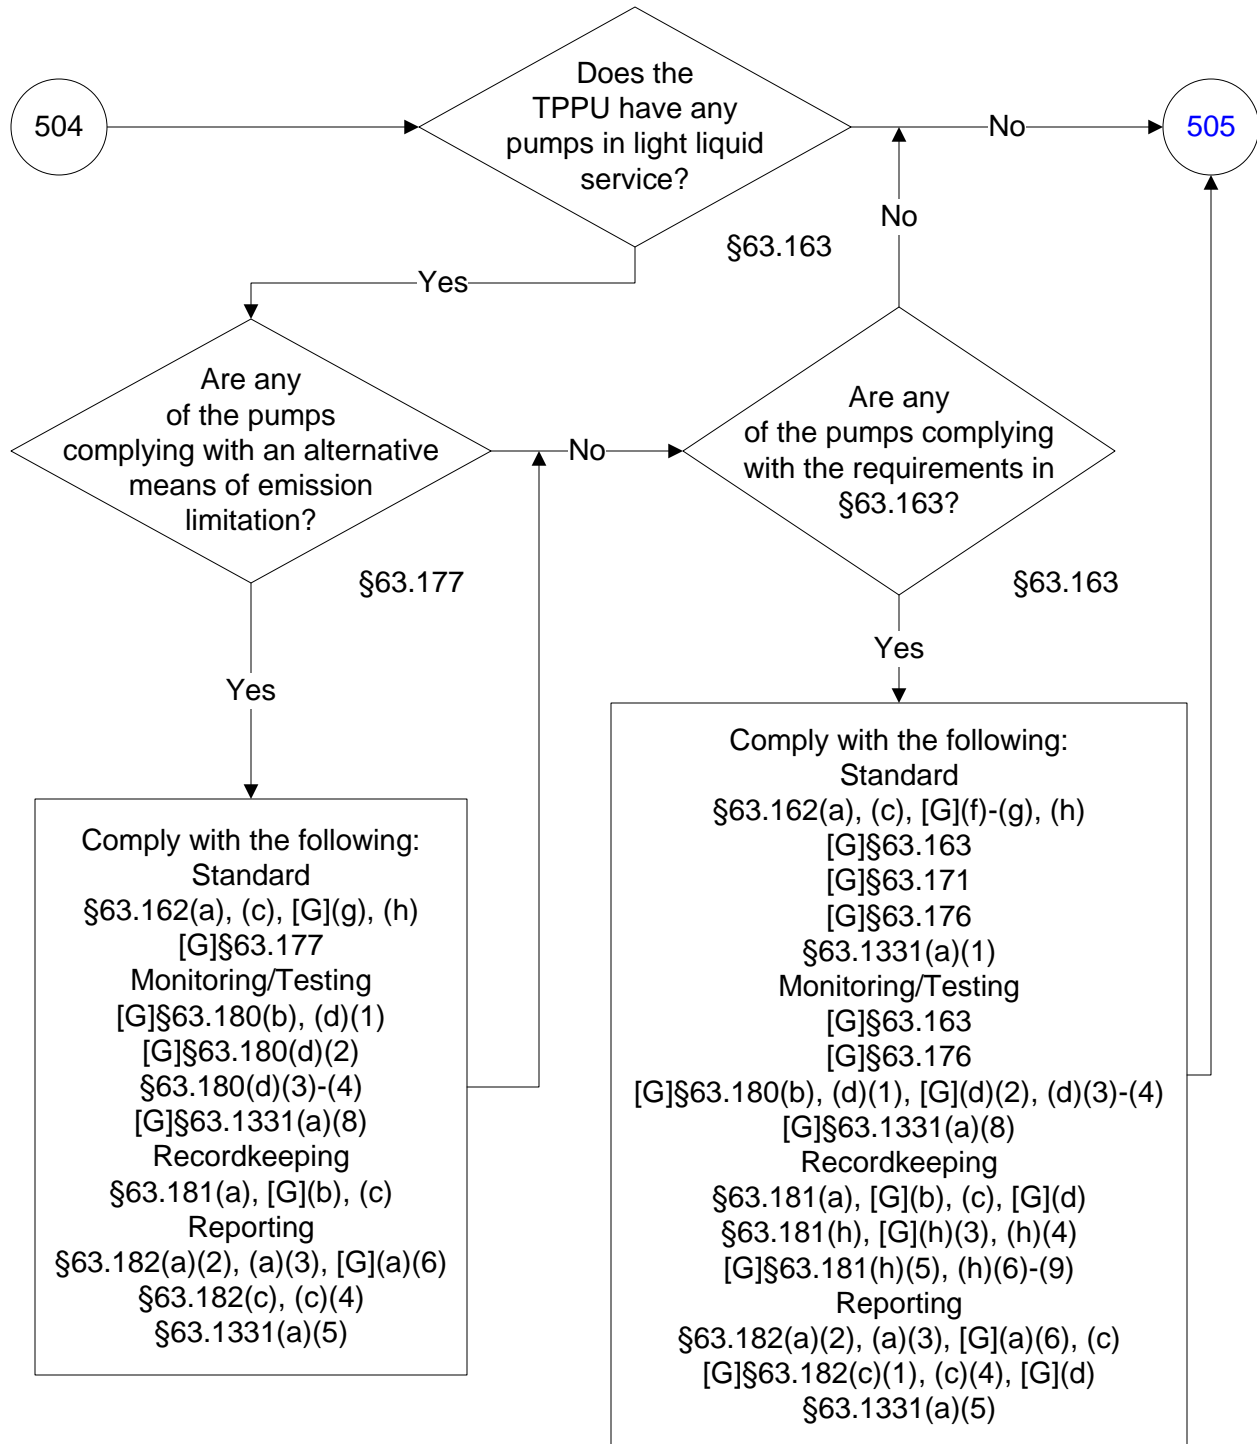 504
Does the
TPPU have any
pumps in light liquid
service?
No
505
§63.163
No
Yes
Are any
of the pumps
complying with an alternative
means of emission
limitation?
No
Are any
of the pumps complying
with the requirements in
§63.163?
§63.177
§63.163
Yes
Yes
Comply with the following:
Standard
§63.162(a), (c), [G](g), (h)
[G]§63.177
Monitoring/Testing
[G]§63.180(b), (d)(1)
[G]§63.180(d)(2)
§63.180(d)(3)-(4)
[G]§63.1331(a)(8)
Recordkeeping
§63.181(a), [G](b), (c)
Reporting
§63.182(a)(2), (a)(3), [G](a)(6)
§63.182(c), (c)(4)
§63.1331(a)(5)
Comply with the following:
Standard
§63.162(a), (c), [G](f)-(g), (h)
[G]§63.163
[G]§63.171
[G]§63.176
§63.1331(a)(1)
Monitoring/Testing
[G]§63.163
[G]§63.176
[G]§63.180(b), (d)(1), [G](d)(2), (d)(3)-(4)
[G]§63.1331(a)(8)
Recordkeeping
§63.181(a), [G](b), (c), [G](d)
§63.181(h), [G](h)(3), (h)(4)
[G]§63.181(h)(5), (h)(6)-(9)
Reporting
§63.182(a)(2), (a)(3), [G](a)(6), (c)
[G]§63.182(c)(1), (c)(4), [G](d)
§63.1331(a)(5)